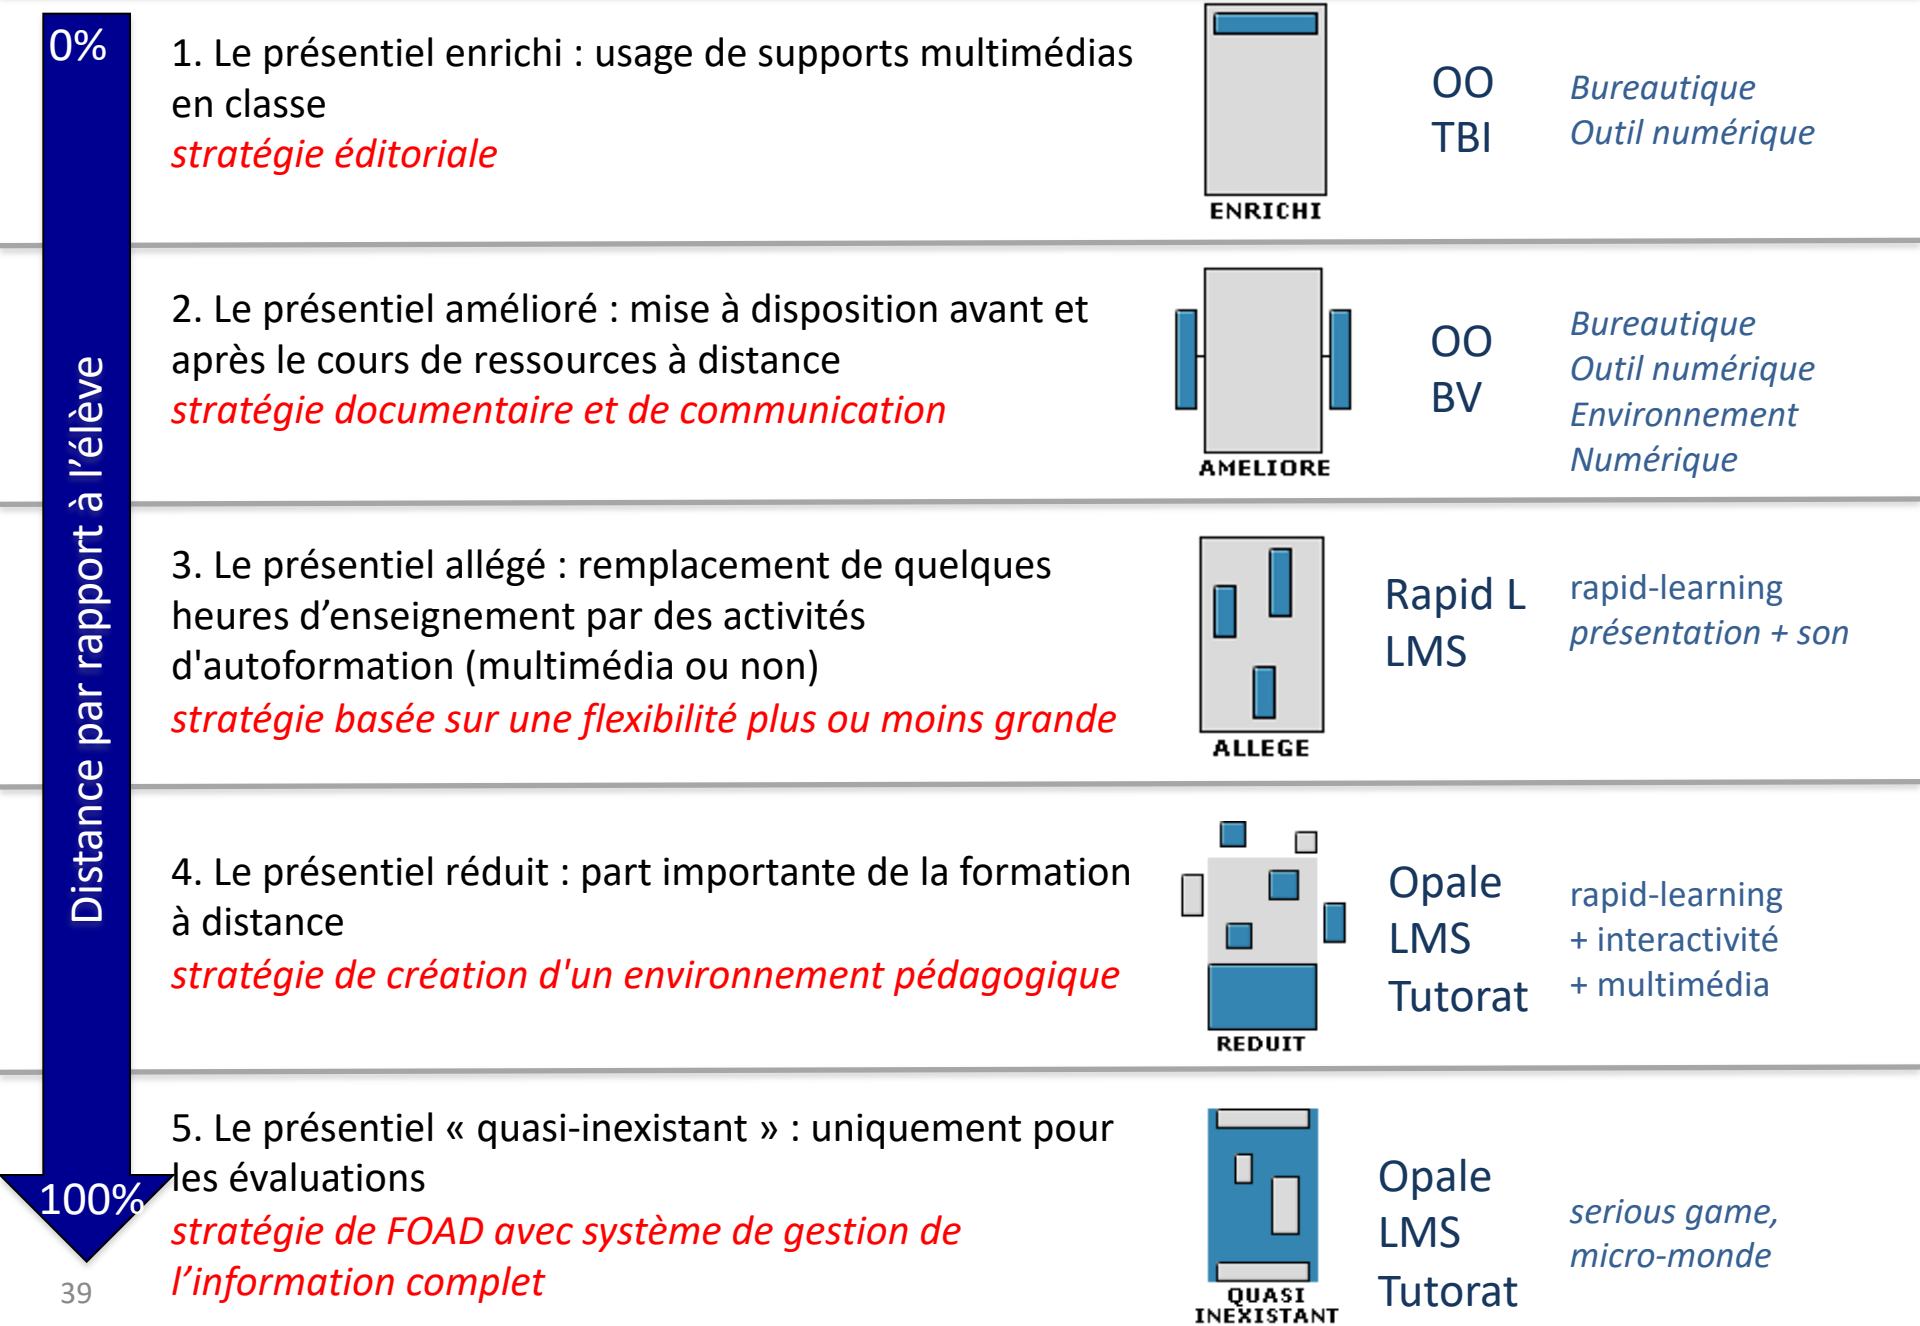 0%
Distance par rapport à l’élève
100%
1. Le présentiel enrichi : usage de supports multimédias
en classe
stratégie éditoriale
ENRICHI
OO
TBI
Bureautique
Outil numérique
2. Le présentiel amélioré : mise à disposition avant et
après le cours de ressources à distance
stratégie documentaire et de communication
AMELIORE
OO
BV
Bureautique
Outil numérique
Environnement
Numérique
3. Le présentiel allégé : remplacement de quelques
heures d’enseignement par des activités
d'autoformation (multimédia ou non)
stratégie basée sur une flexibilité plus ou moins grande
ALLEGE
Rapid L
LMS
rapid-learning
présentation + son
4. Le présentiel réduit : part importante de la formation
à distance
stratégie de création d'un environnement pédagogique
REDUIT
Opale
LMS
Tutorat
rapid-learning
+ interactivité
+ multimédia
5. Le présentiel « quasi-inexistant » : uniquement pour
les évaluations
stratégie de FOAD avec système de gestion de
l’information complet
QUASI
INEXISTANT
Opale
LMS
Tutorat
serious game,
micro-monde
39